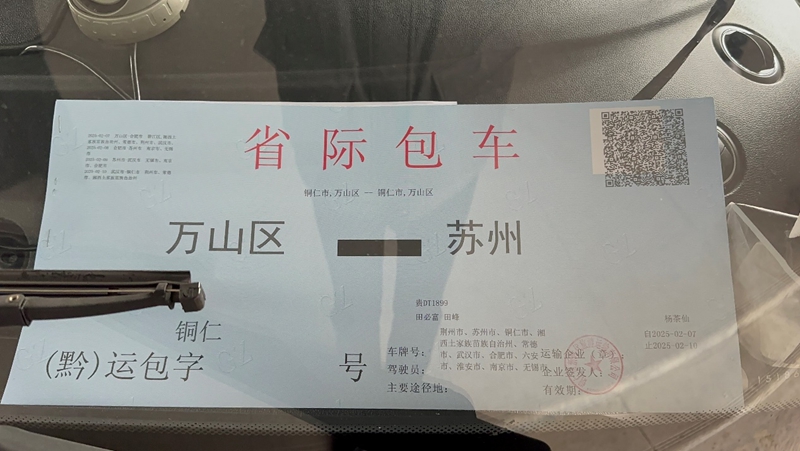 省际包车
铜仁市,万山区 -- 铜仁市,万山区
万山区 — 苏州
贵DT1899
田必富 田峰
杨茶仙
荆州市、苏州市、铜仁市、湘
西土家族苗族自治州、常德
市、武汉市、合肥市、六安
市、淮安市、南京市、无锡市
自2025-02-07
止2025-02-10
铜仁
(黔)运包字 号
车牌号:
驾驶员:
主要途径地:
运输企业(章)
企业签发人:
有效期: